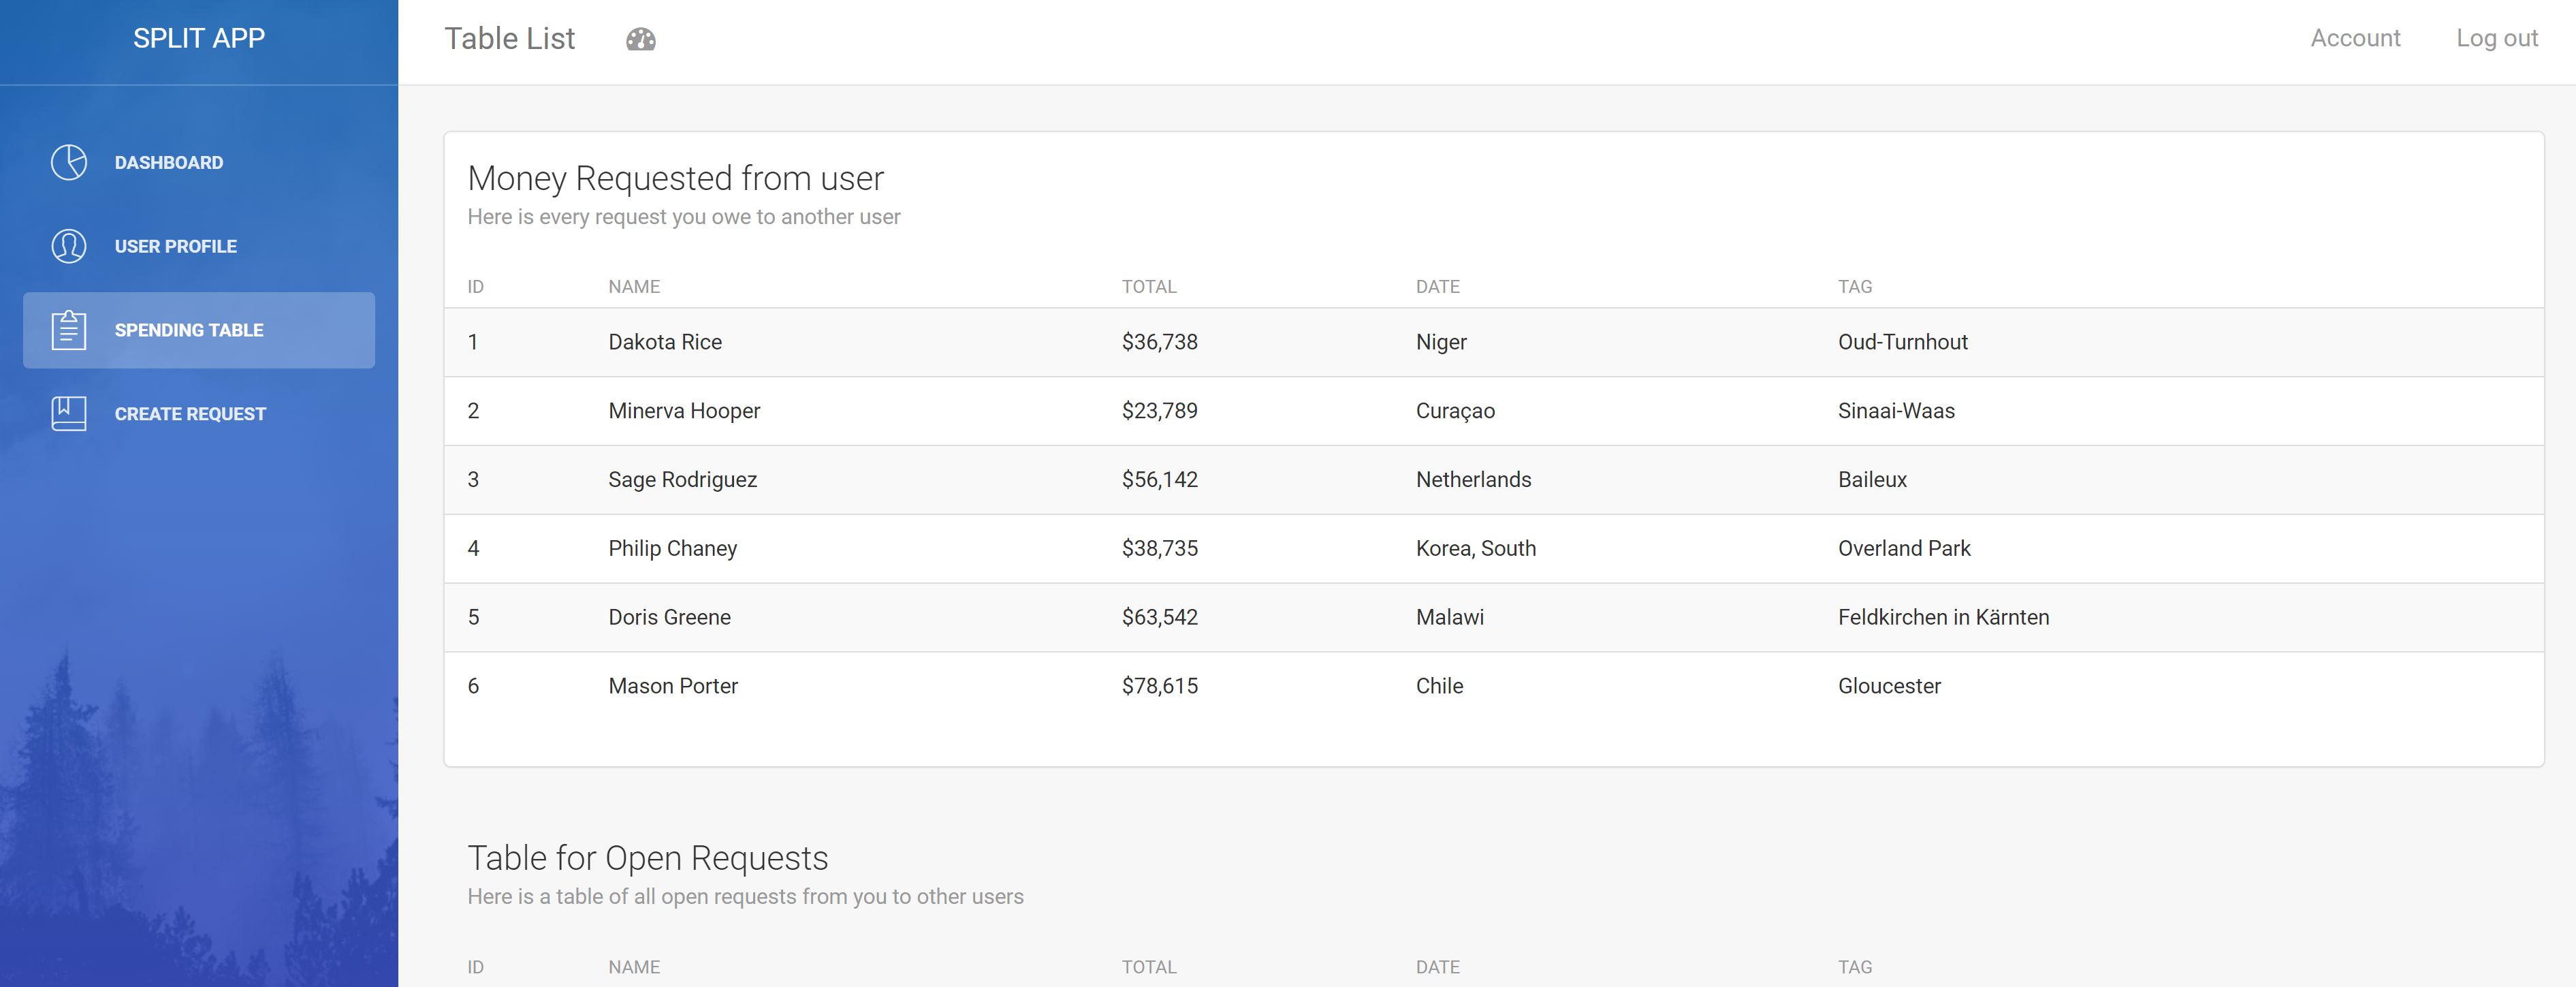 SPLIT APP
DASHBOARD
USER PROFILE
SPENDING TABLE
CREATE REQUEST
Table List
Account
Log out
Money Requested from user
Here is every request you owe to another user
ID NAME TOTAL DATE TAG
1 Dakota Rice $36,738 Niger Oud-Turnhout
2 Minerva Hooper $23,789 Curaçao Sinaai-Waas
3 Sage Rodriguez $56,142 Netherlands Baileux
4 Philip Chaney $38,735 Korea, South Overland Park
5 Doris Greene $63,542 Malawi Feldkirchen in Kärnten
6 Mason Porter $78,615 Chile Gloucester
Table for Open Requests
Here is a table of all open requests from you to other users
ID NAME TOTAL DATE TAG